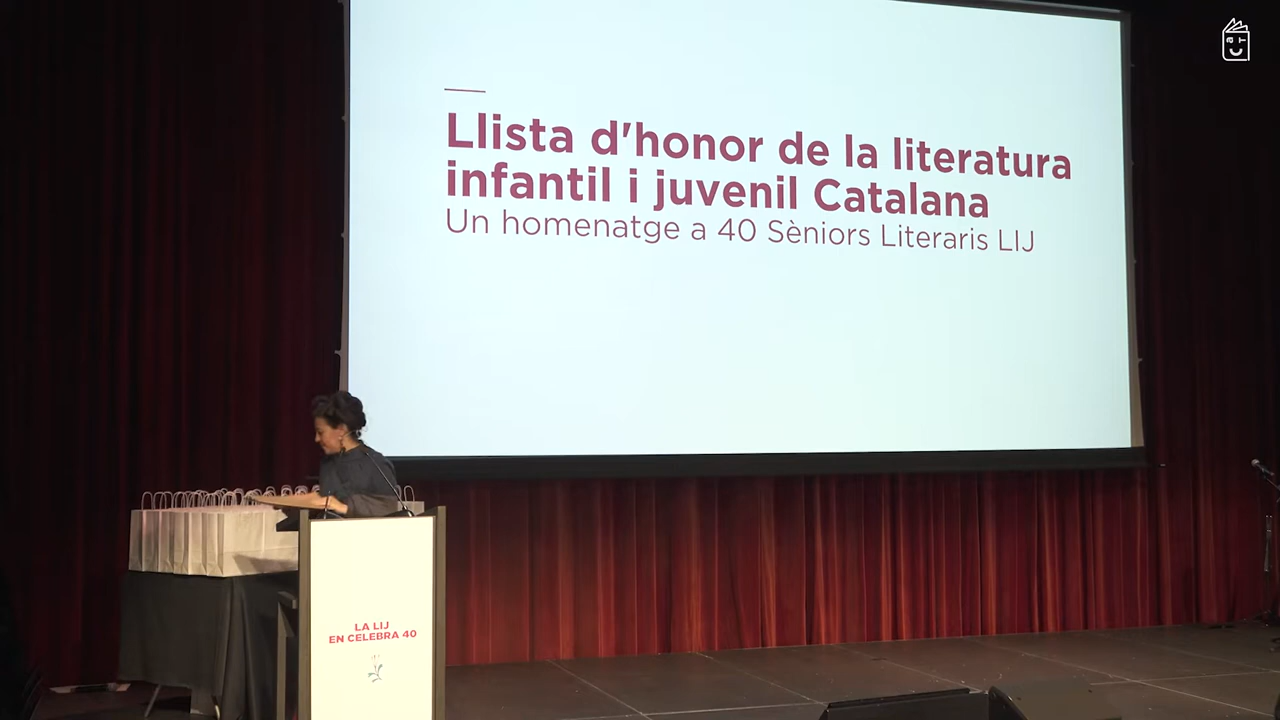 Llista d'honor de la literatura
infantil i juvenil Catalana
Un homenatge a 40 Sèniors Literaris LIJ
LA LIJ
EN CELEBRA 40